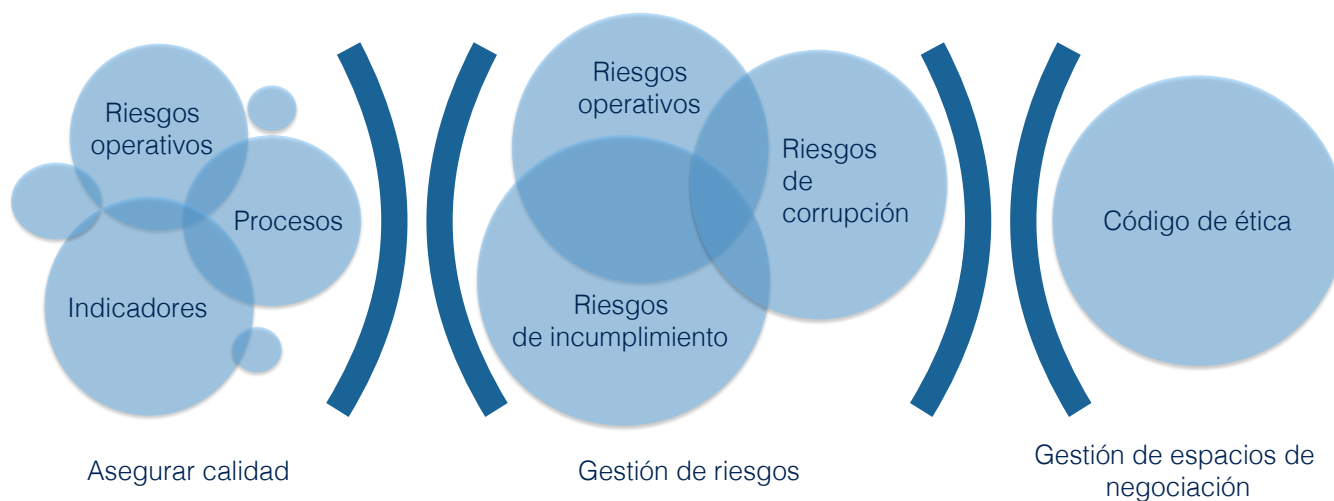 Riesgos
operativos
Procesos
Indicadores
Asegurar calidad
Riesgos
operativos
Riesgos
de
corrupción
Riesgos
de incumplimiento
Gestión de riesgos
Código de ética
Gestión de espacios de
negociación